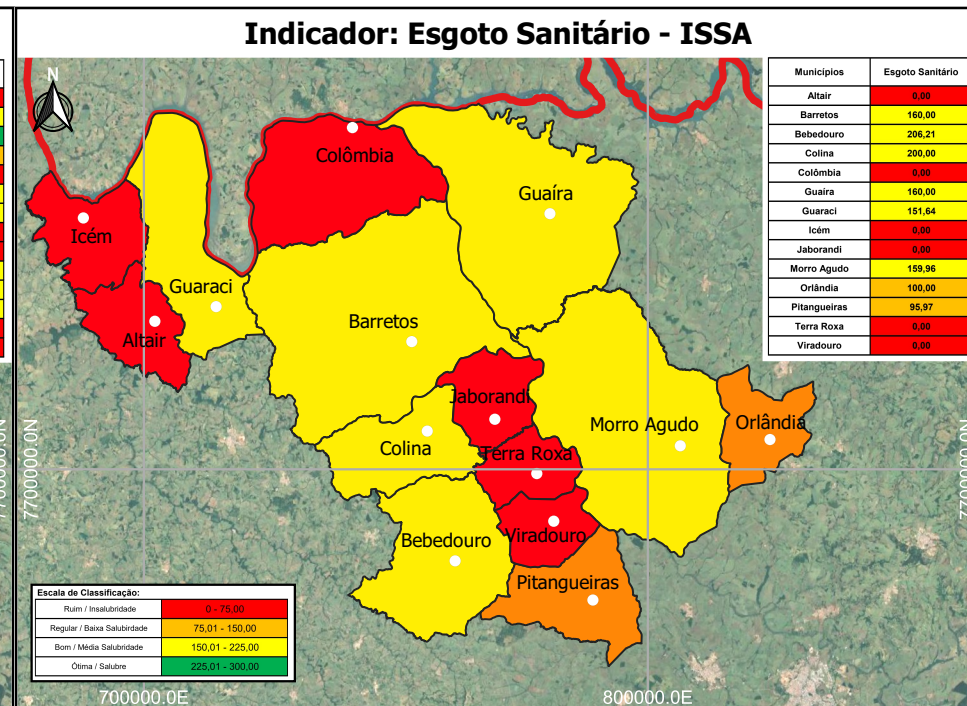 Indicador: Esgoto Sanitário - ISSA
N
Municípios Esgoto Sanitário
Altair 0,00
Barretos 160,00
Bebedouro 206,21
Colina 200,00
Colômbia 0,00
Guaíra 160,00
Guaraci 151,64
Icém 0,00
Jaborandi 0,00
Morro Agudo 159,96
Orlândia 100,00
Pitangueiras 95,97
Terra Roxa 0,00
Viradouro 0,00
Colômbia
Guaíra
Icém
Guaraci
Altair
Barretos
Jaborandi
Morro Agudo
Orlândia
Colina
Terra Roxa
Bebedouro
Viradouro
Pitangueiras
7700000.0N
7700000.0N
7700000.0N
Escala de Classificação:
Ruim / Insalubridade 0 - 75,00
Regular / Baixa Salubirdade 75,01 - 150,00
Bom / Média Salubridade 150,01 - 225,00
Ótima / Salubre 225,01 - 300,00
700000.0E
800000.0E